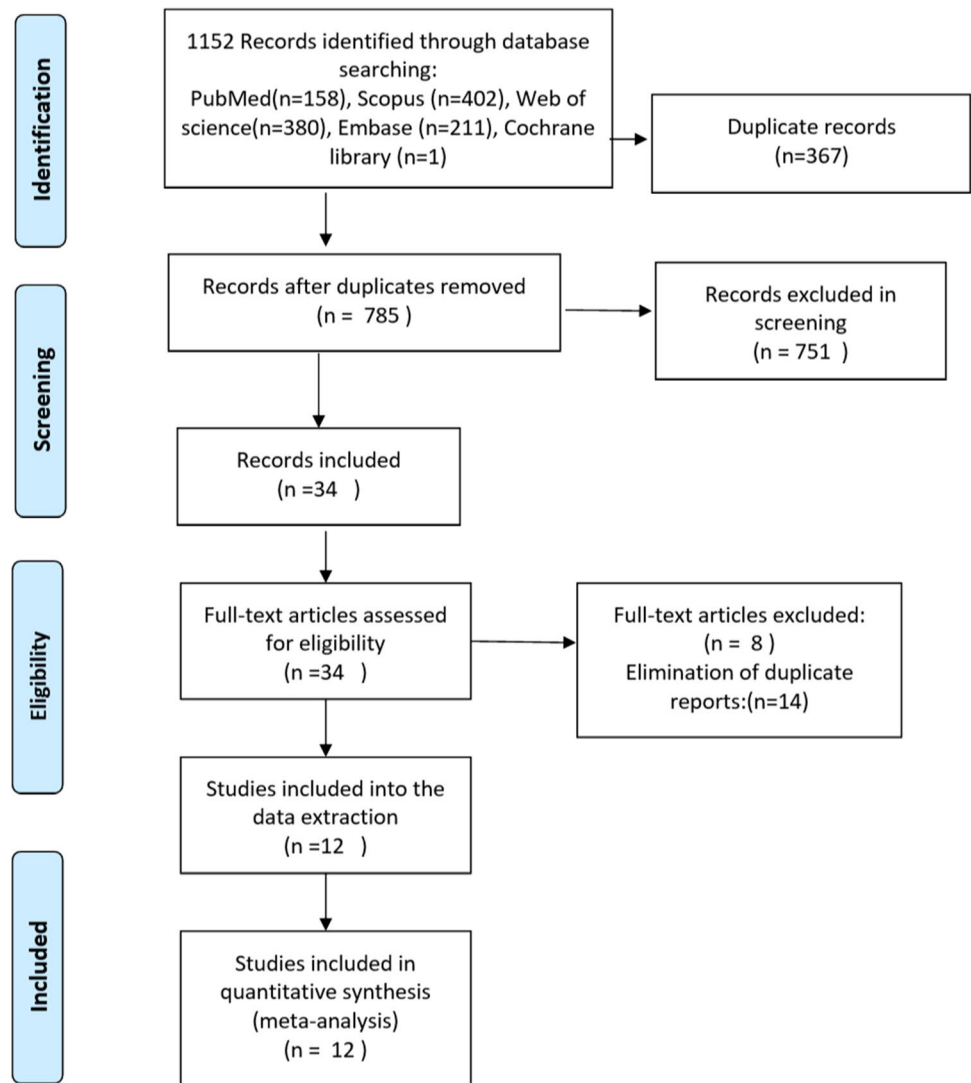 Identification
1152 Records identified through database
searching:
PubMed(n=158), Scopus (n=402), Web of
science(n=380), Embase (n=211), Cochrane
library (n=1)
Duplicate records
(n=367)
Screening
Records after duplicates removed
(n = 785 )
Records excluded in
screening
(n = 751 )
Records included
(n =34 )
Eligibility
Full-text articles assessed
for eligibility
(n =34 )
Full-text articles excluded:
(n = 8 )
Elimination of duplicate
reports:(n=14)
Studies included into the
data extraction
(n =12 )
Included
Studies included in
quantitative synthesis
(meta-analysis)
(n = 12 )